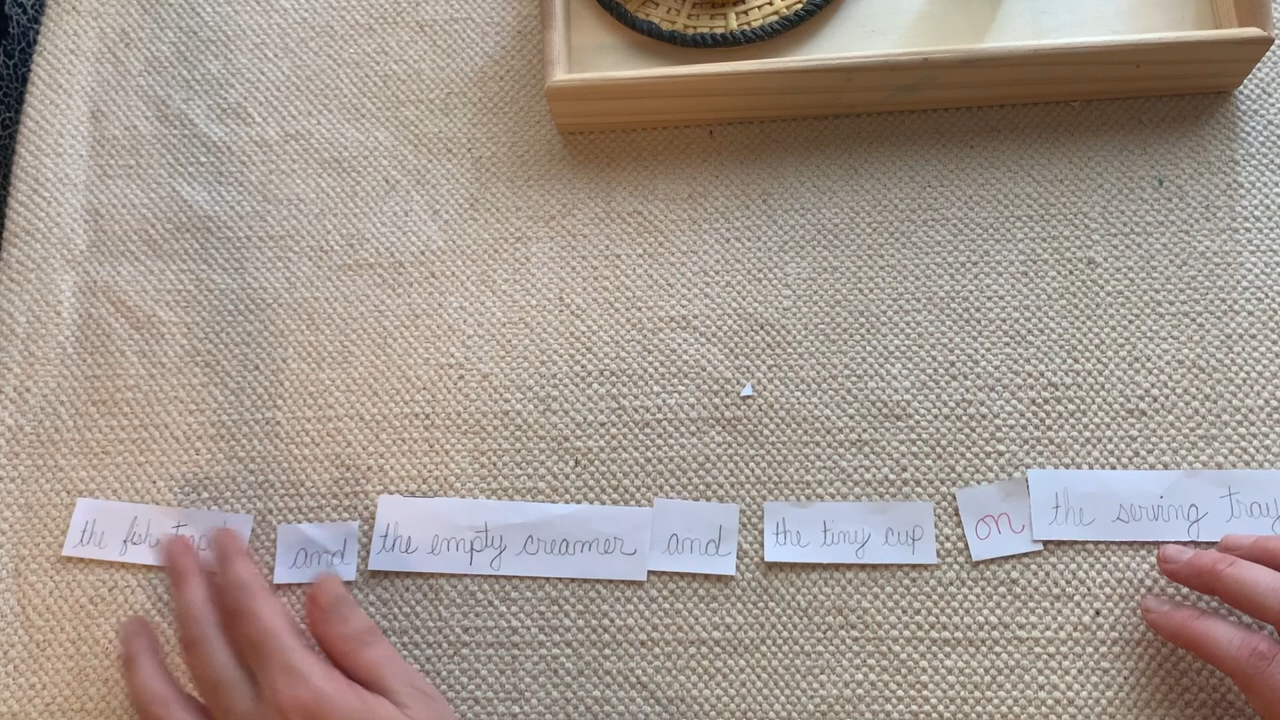 the fish and the empty creamer and the tiny cup on the serving tray